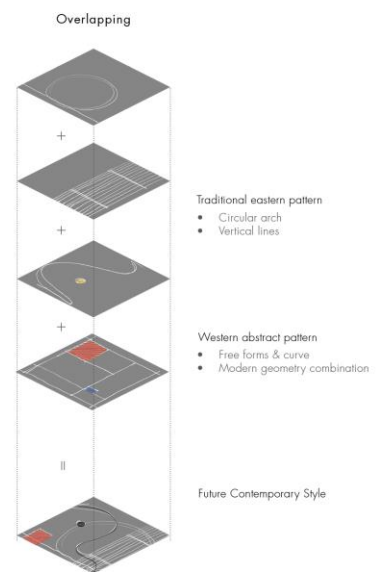 Overlapping
+
+
Traditional eastern pattern
• Circular arch
• Vertical lines
+
Western abstract pattern
• Free forms & curve
• Modern geometry combination
=
Future Contemporary Style